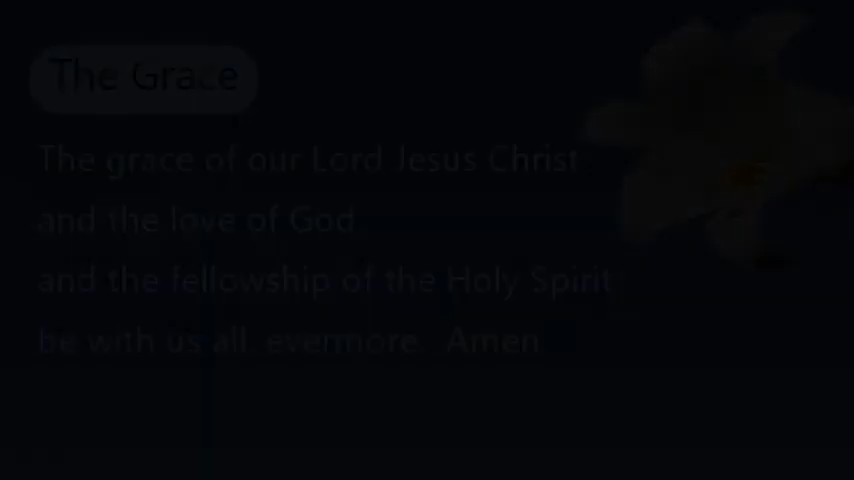 The Grace
The grace of our Lord Jesus Christ
and the love of God
and the fellowship of the Holy Spirit
be with us all, evermore. Amen